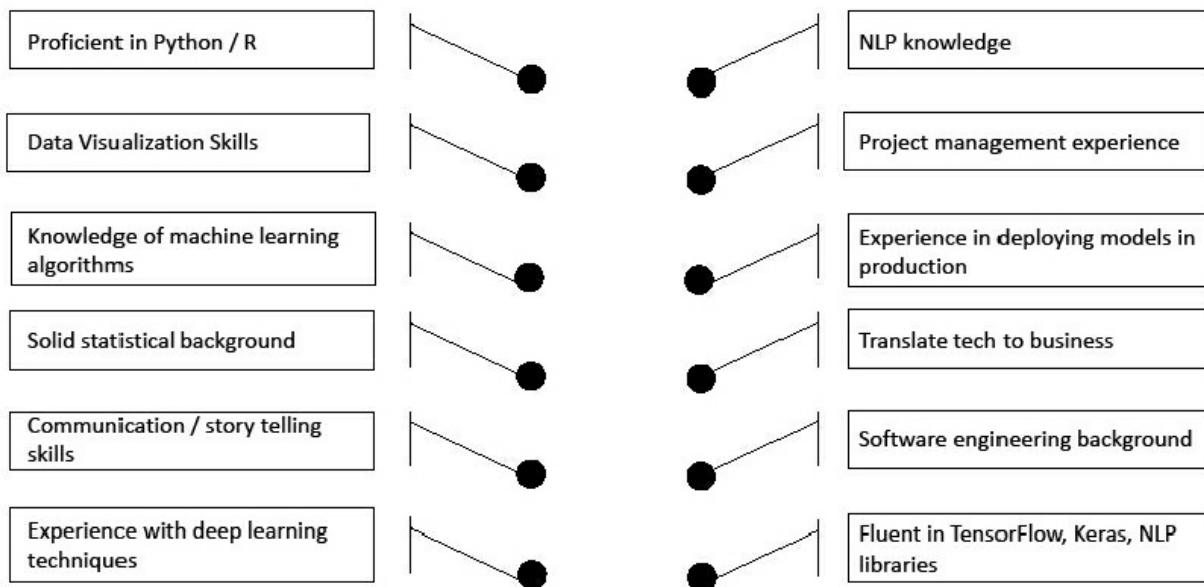 Proficient in Python / R
Data Visualization Skills
Knowledge of machine learning
algorithms
Solid statistical background
Communication / story telling
skills
Experience with deep learning
techniques
NLP knowledge
Project management experience
Experience in deploying models in
production
Translate tech to business
Software engineering background
Fluent in TensorFlow, Keras, NLP
libraries